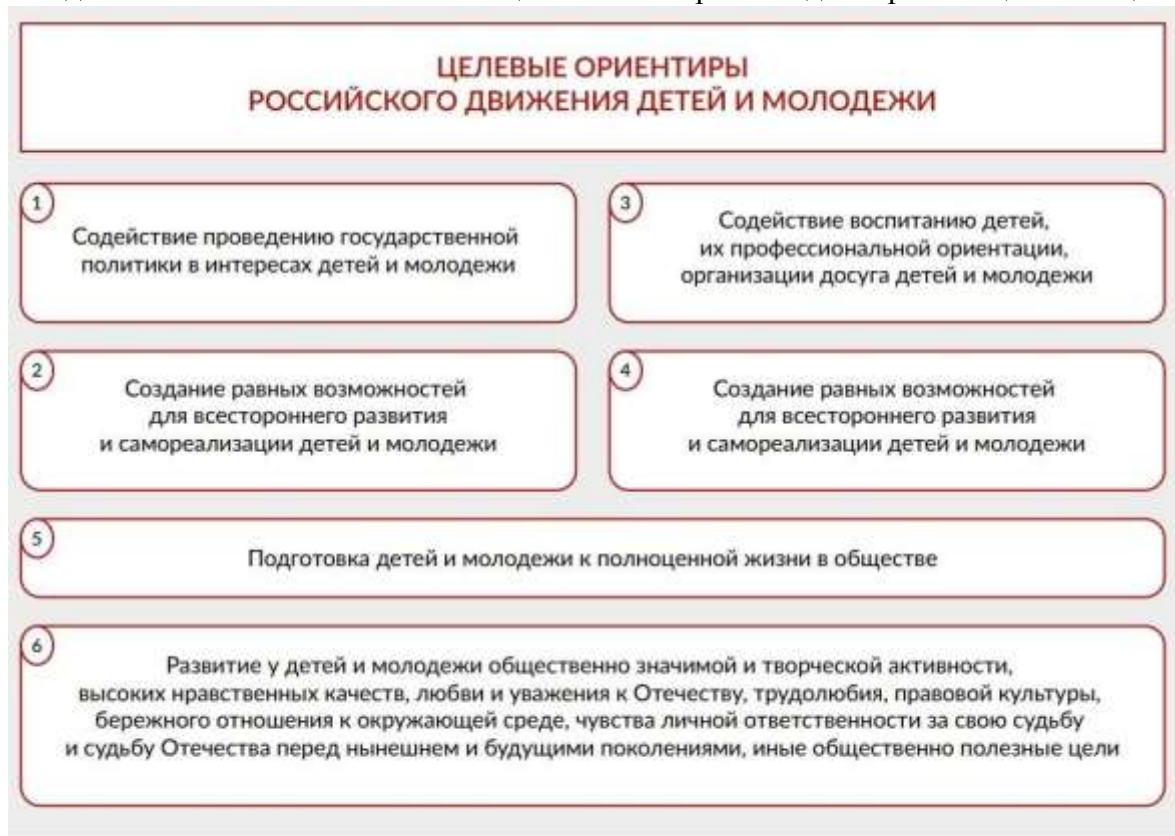 ЦЕЛЕВЫЕ ОРИЕНТИРЫ
РОССИЙСКОГО ДВИЖЕНИЯ ДЕТЕЙ И МОЛОДЕЖИ
1
Содействие проведению государственной
политики в интересах детей и молодежи
2
Создание равных возможностей
для всестороннего развития
и самореализации детей и молодежи
3
Содействие воспитанию детей,
их профессиональной ориентации,
организации досуга детей и молодежи
4
Создание равных возможностей
для всестороннего развития
и самореализации детей и молодежи
5
Подготовка детей и молодежи к полноценной жизни в обществе
6
Развитие у детей и молодежи общественно значимой и творческой активности,
высоких нравственных качеств, любви и уважения к Отечеству, трудолюбия, правовой культуры,
бережного отношения к окружающей среде, чувства личной ответственности за свою судьбу
и судьбу Отечества перед нынешнем и будущими поколениями, иные общественно полезные цели